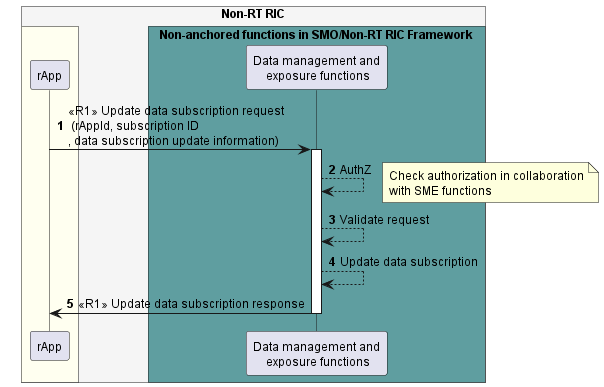 Non-RT RIC
Non-anchored functions in SMO/Non-RT RIC Framework
rApp
Data management and
exposure functions
«R1» Update data subscription request
1 (rAppId, subscription ID
, data subscription update information)
2 AuthZ
Check authorization in collaboration
with SME functions
3 Validate request
4 Update data subscription
5 «R1» Update data subscription response
rApp
Data management and
exposure functions